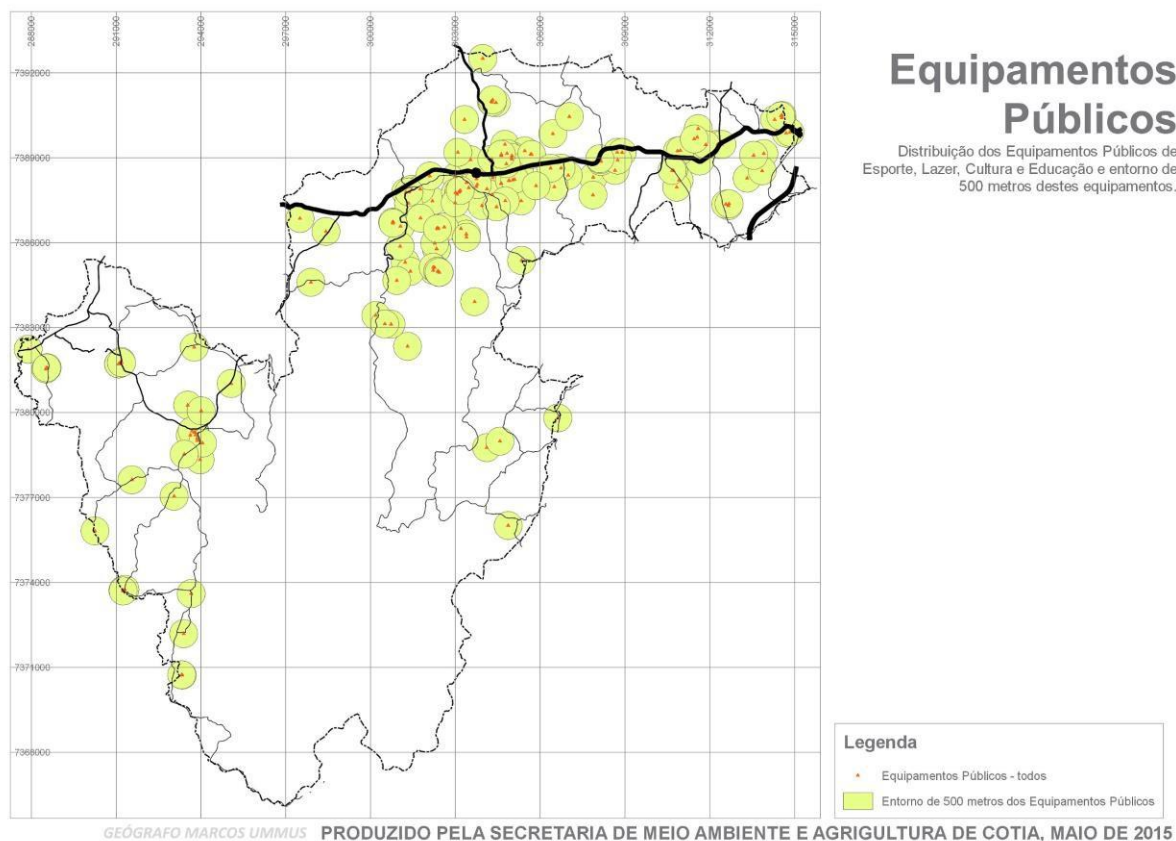 288000 291000 294000 297000 300000 303000 306000 309000 312000 315000
Equipamentos
Públicos
Distribuição dos Equipamentos Públicos de
Esporte, Lazer, Cultura e Educação e entorno de
500 metros destes equipamentos.
7392000
7389000
7386000
7383000
7380000
7377000
7374000
7371000
7368000
Legenda
Equipamentos Públicos - todos
Entorno de 500 metros dos Equipamentos Públicos
GEÓGRAFO MARCOS UMMUS PRODUZIDO PELA SECRETARIA DE MEIO AMBIENTE E AGRIGULTURA DE COTIA, MAIO DE 2015